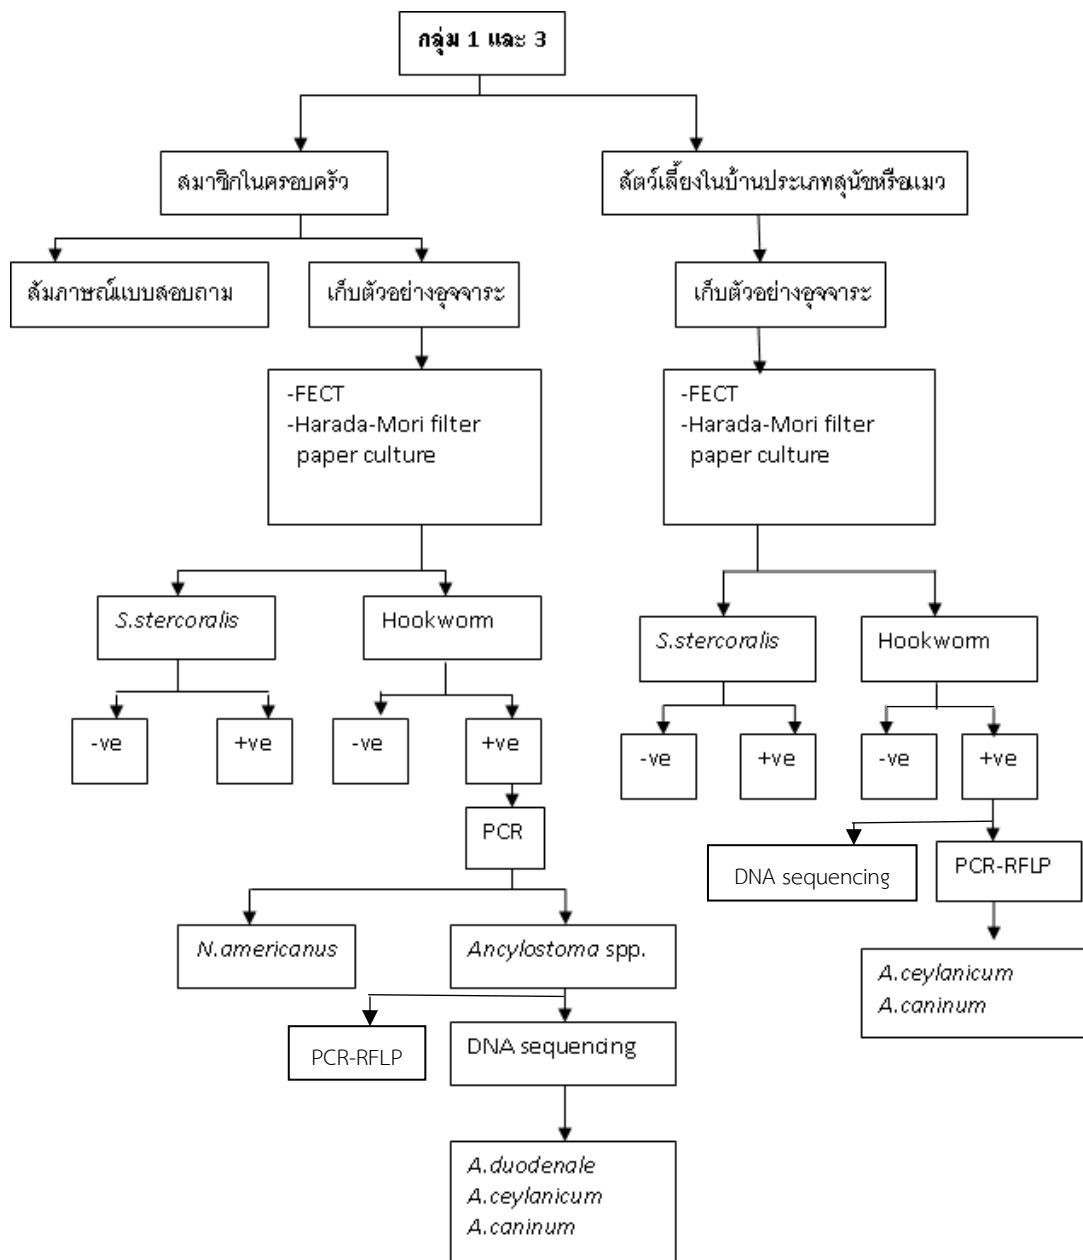 กลุ่ม 1 และ 3
สมาชิกในครอบครัว
สัตว์เลี้ยงในบ้านประเภทสุนัขหรือแมว
สัมภาษณ์แบบสอบถาม
เก็บตัวอย่างอุจจาระ
เก็บตัวอย่างอุจจาระ
-FECT
-Harada-Mori filter
paper culture
-FECT
-Harada-Mori filter
paper culture
S.stercoralis
Hookworm
S.stercoralis
Hookworm
-ve
+ve
-ve
+ve
-ve
+ve
-ve
+ve
PCR
DNA sequencing
PCR-RFLP
N.americanus
Ancylostoma spp.
A.ceylanicum
A.caninum
PCR-RFLP
DNA sequencing
A.duodenale
A.ceylanicum
A.caninum